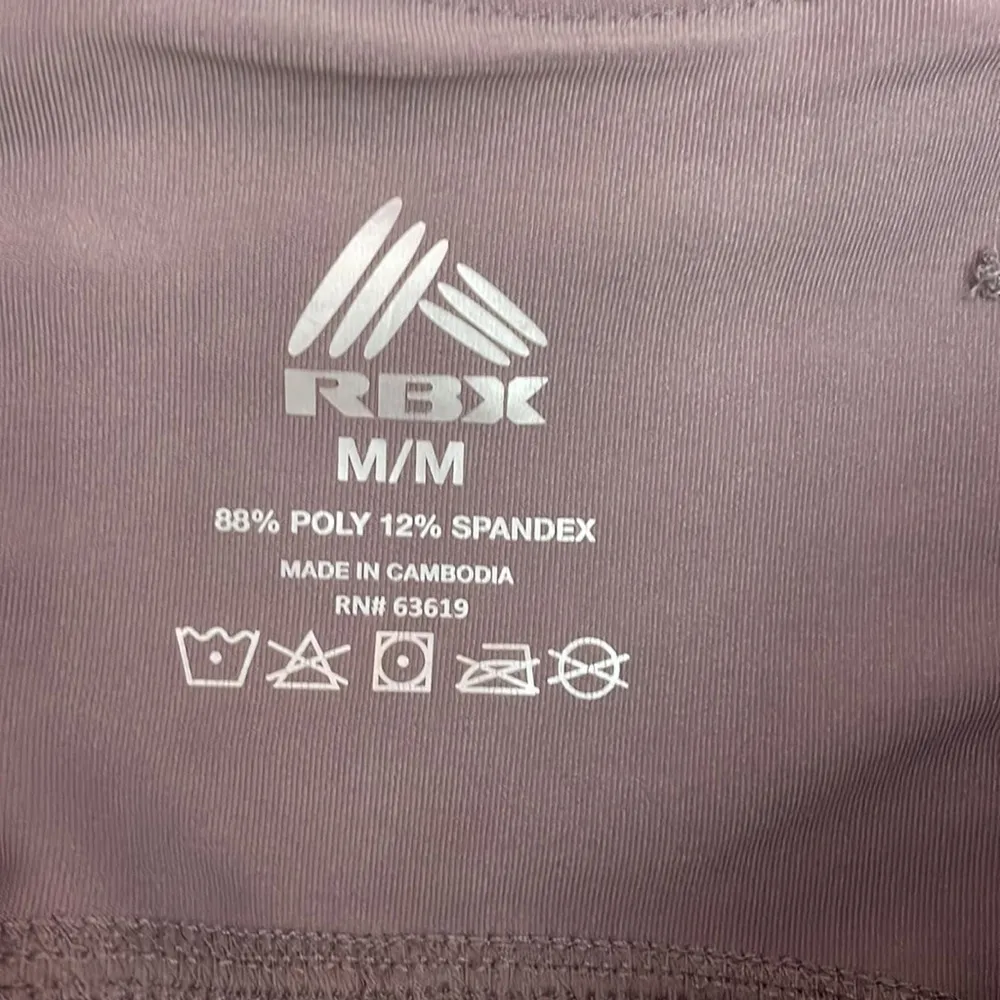 RBX
M/M
88% POLY 12% SPANDEX
MADE IN CAMBODIA
RN# 63619